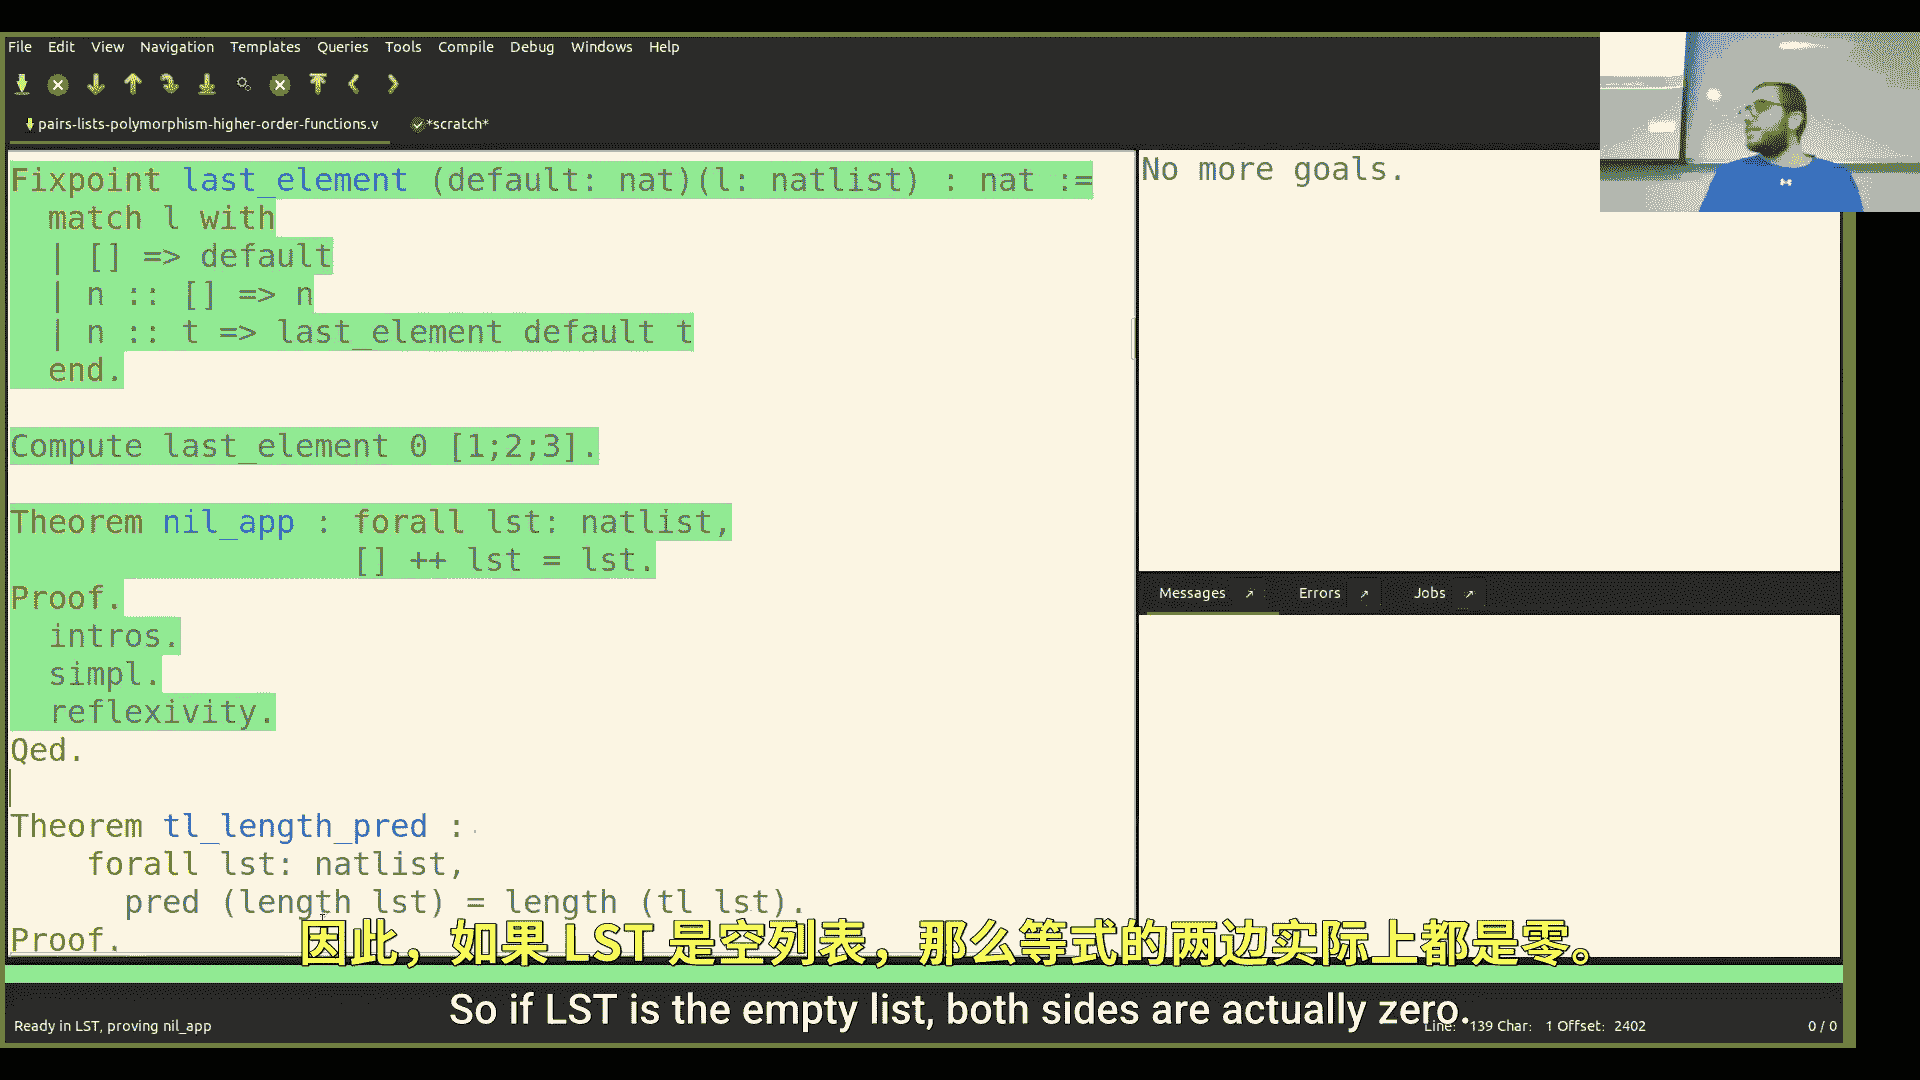 File Edit View Navigation Templates Queries Tools Compile Debug Windows Help
pairs-lists-polymorphism-higher-order-functions.v *scratch*
Fixpoint last_element (default: nat)(l: natlist) : nat :=
match l with
| [] => default
| n :: [] => n
| n :: t => last_element default t
end.
Compute last_element 0 [1;2;3].
Theorem nil_app : forall lst: natlist,
[] ++ lst = lst.
Proof.
intros.
simpl.
reflexivity.
Qed.
Theorem tl_length_pred :
forall lst: natlist,
pred (length lst) = length (tl lst).
Proof.
No more goals.
Messages Errors Jobs
因此，如果 LST 是空列表，那么等式的两边实际上都是零。
So if LST is the empty list, both sides are actually zero.
Ready in LST, proving nil_app
Line: 139 Char: 1 Offset: 2402
0 / 0